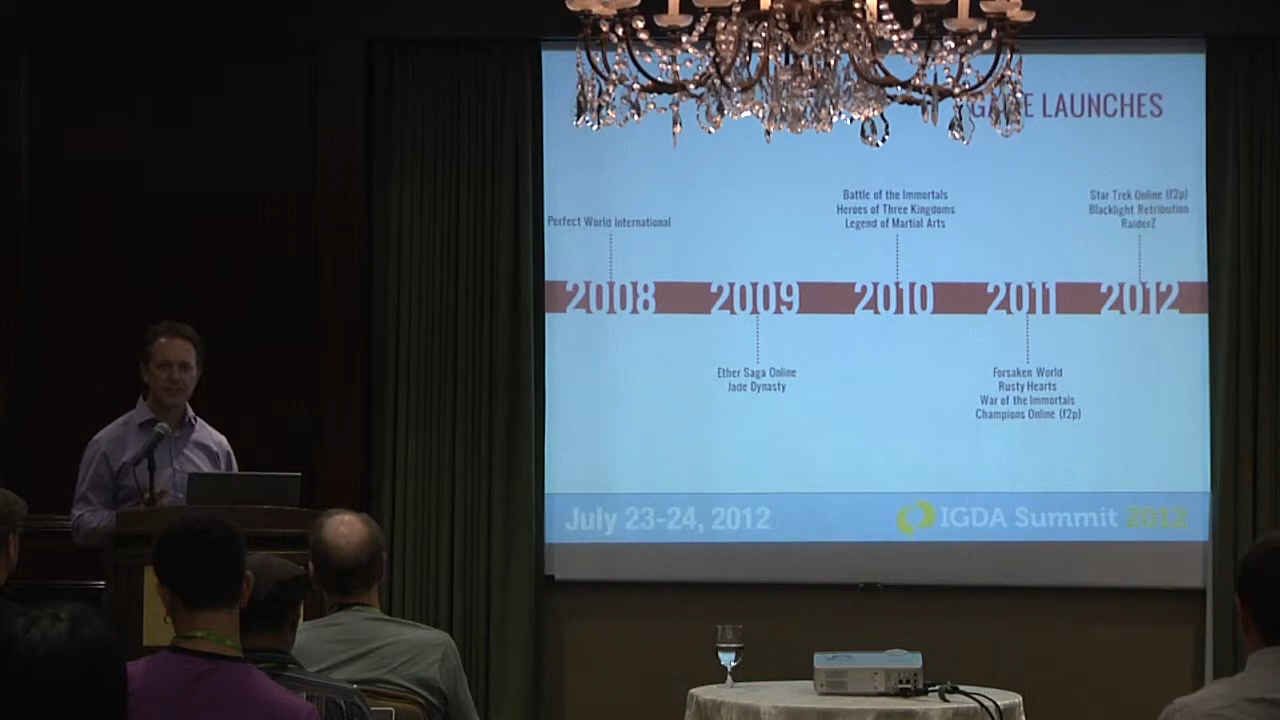 GAME LAUNCHES
Perfect World International
Battle of the Immortals
Heroes of Three Kingdoms
Legend of Martial Arts
Star Trek Online (f2p)
Blacklight Retribution
RaiderZ
2008 2009 2010 2011 2012
Ether Saga Online
Jade Dynasty
Forsaken World
Rusty Hearts
War of the Immortals
Champions Online (f2p)
July 23-24, 2012
IGDA Summit 2012